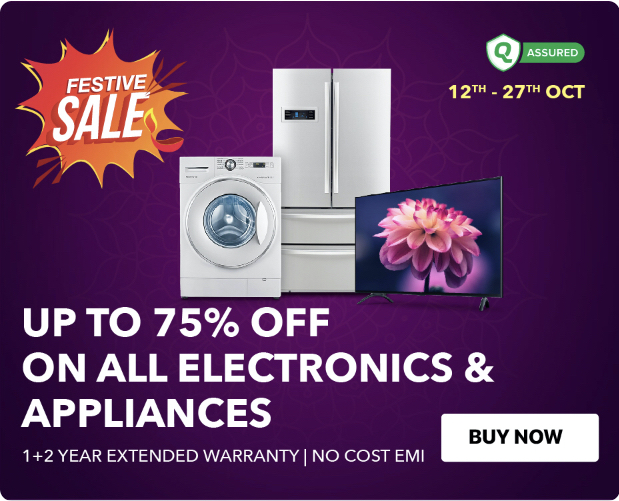 FESTIVE
SALE
Q ASSURED
12TH - 27TH OCT
UP TO 75% OFF
ON ALL ELECTRONICS &
APPLIANCES
1+2 YEAR EXTENDED WARRANTY | NO COST EMI
BUY NOW